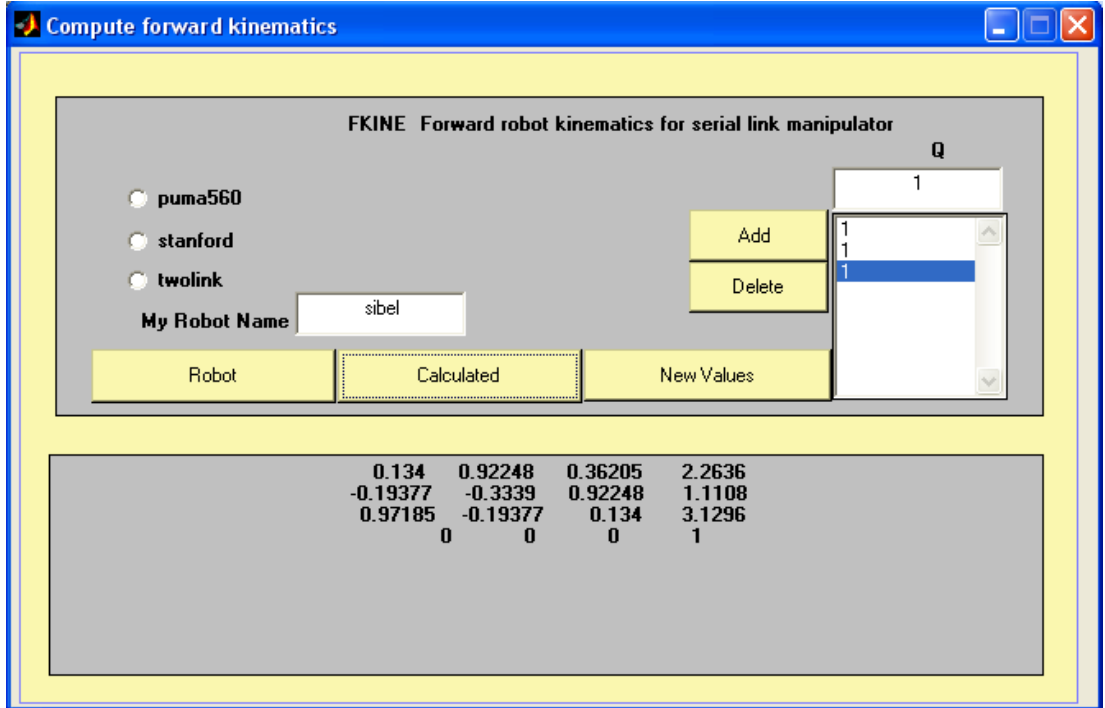 Compute forward kinematics
FKINE Forward robot kinematics for serial link manipulator
Q
1
puma560
stanford
twolink
My Robot Name
sibel
Add
Delete
1
1
1
Robot
Calculated
New Values
0.134 0.92248 0.36205 2.2636
-0.19377 -0.3339 0.92248 1.1108
0.97185 -0.19377 0.134 3.1296
0 0 0 1